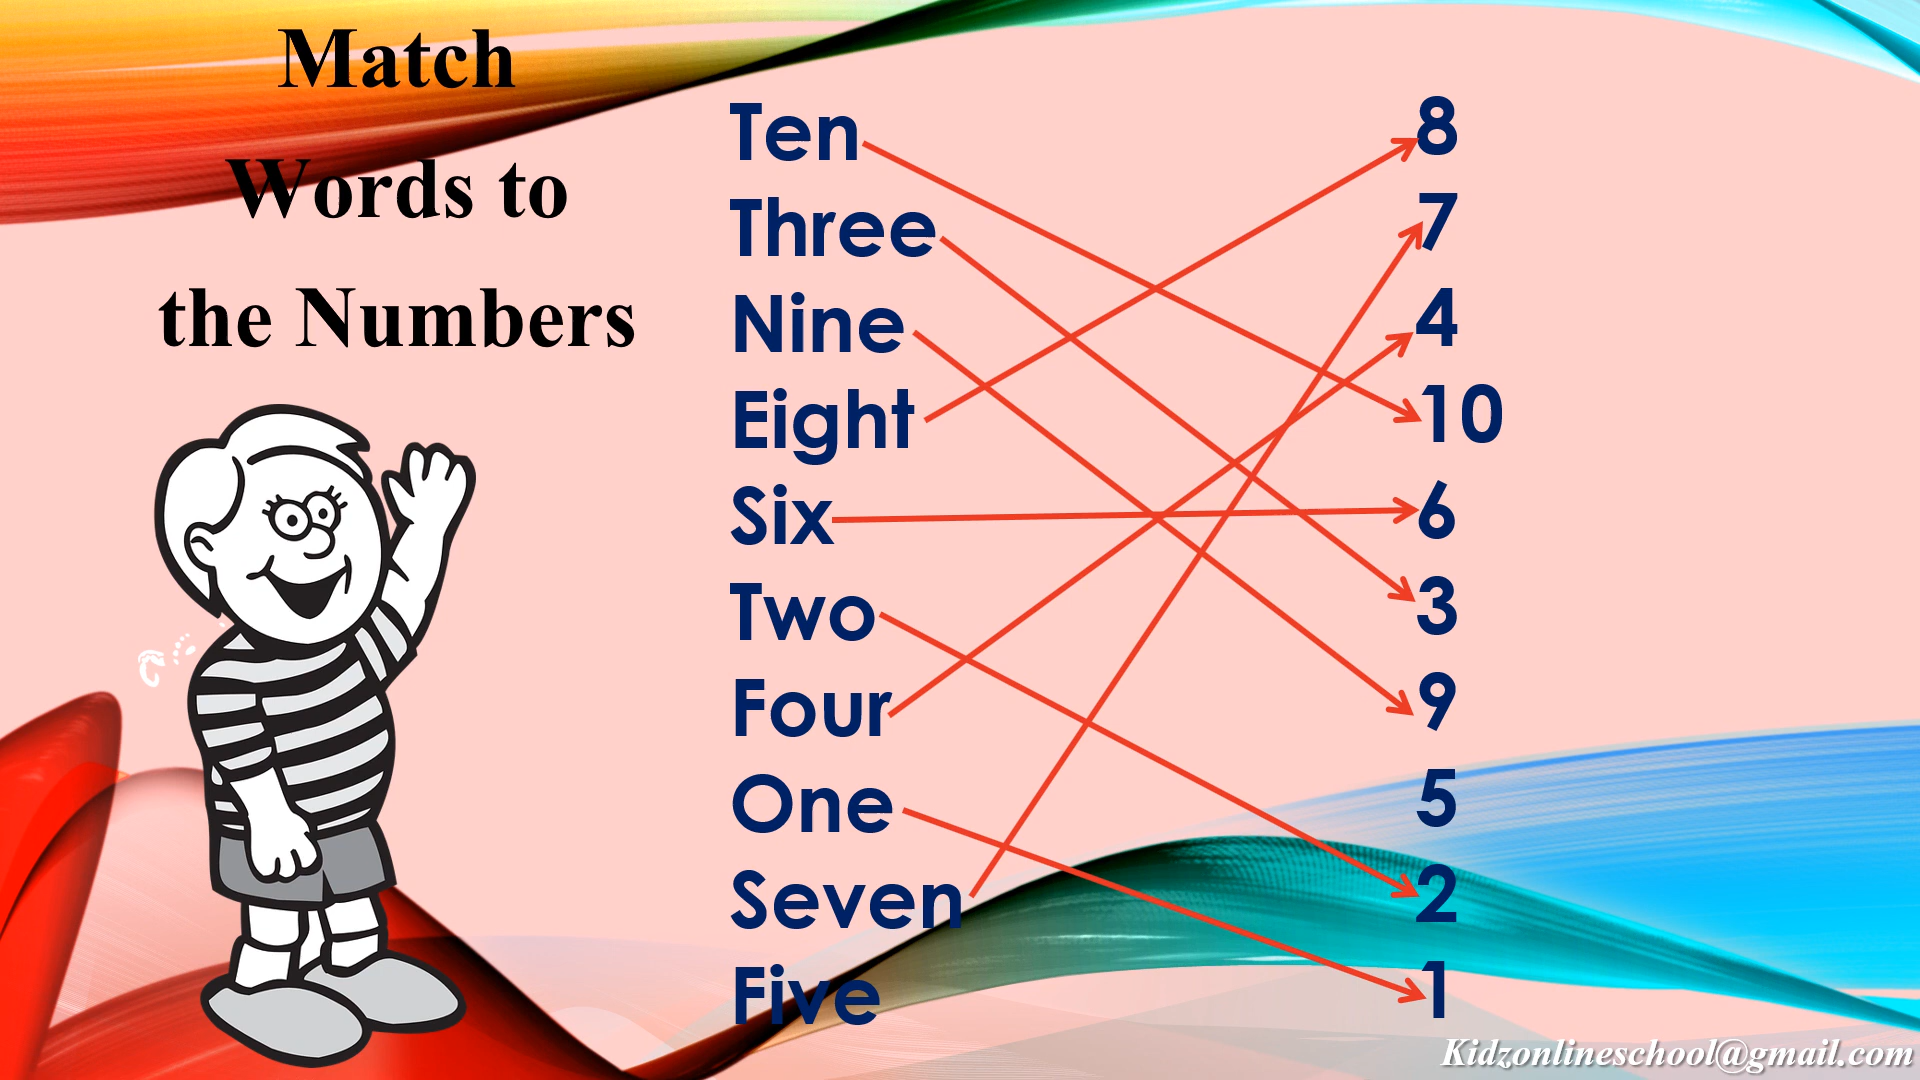 Match
Words to
the Numbers
Ten 8
Three 7
Nine 4
Eight 10
Six 6
Two 3
Four 9
One 5
Seven 2
Five 1
Kidzonlineschool@gmail.com